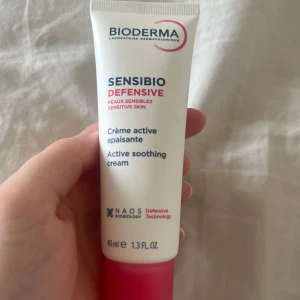 BIODERMA
LABORATOIRE DERMATOLOGIQUE
SENSIBIO
DEFENSIVE
PEAUX SENSIBLES
SENSITIVE SKIN
Crème active
apaisante
Active soothing
cream
NAOS Defensive
ECOBIOLOGY Technology
40 ml ℮ 1.3 FL.OZ.